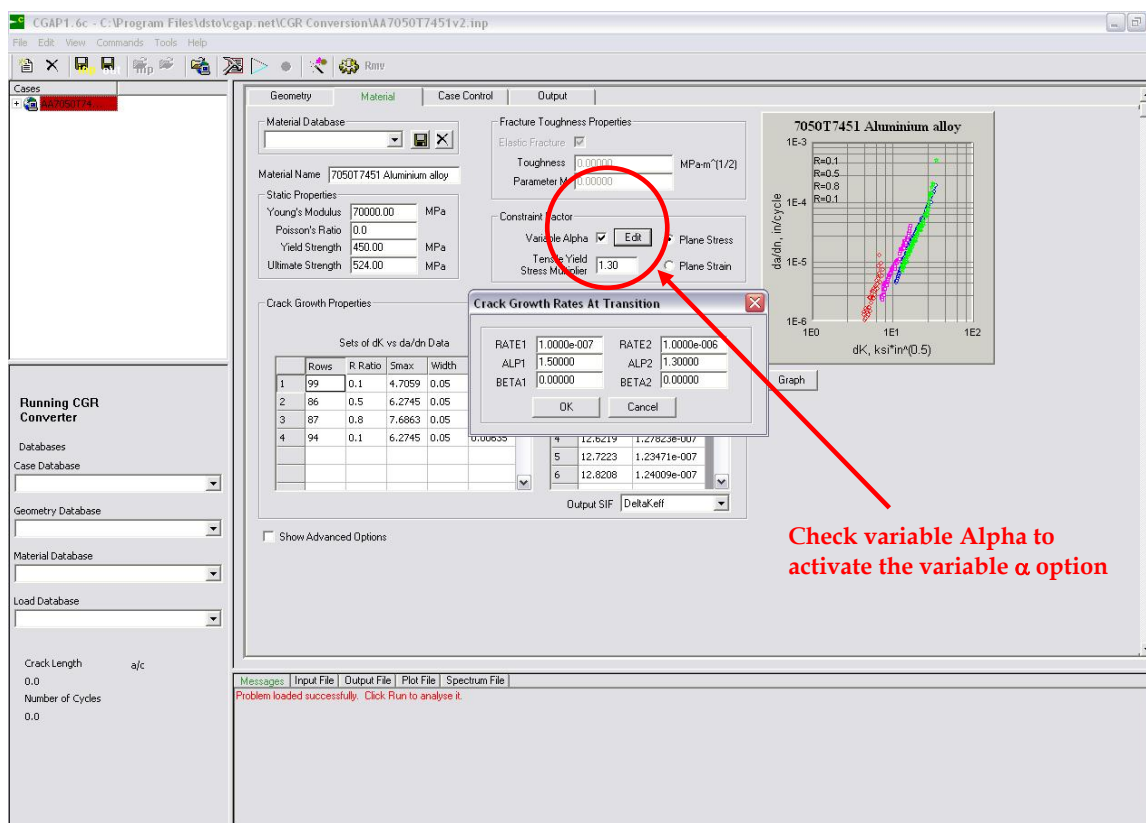 CGAP1.6c - C:\Program Files\dsto\cgap.net\CGR Conversion\AA7050T7451v2.inp
File Edit View Commands Tools Help
Rmv
Cases
AA7050T74
Geometry Material Case Control Output
Material Database
Material Name 7050T7451 Aluminium alloy
Static Properties
Young's Modulus 70000.00 MPa
Poisson's Ratio 0.0
Yield Strength 450.00 MPa
Ultimate Strength 524.00 MPa
Fracture Toughness Properties
Elastic Fracture
Toughness 0.00000 MPa-m^(1/2)
Parameter M 0.00000
Constraint Factor
Variable Alpha Edit Plane Stress
Tensile Yield
Stress Multiplier 1.30 Plane Strain
7050T7451 Aluminium alloy
1E-3
R=0.1
R=0.5
R=0.8
R=0.1
1E-4
da/dn, in/cycle
1E-5
1E-6
1E0 1E1 1E2
dK, ksi*in^(0.5)
Graph
Crack Growth Properties
Sets of dK vs da/dn Data
Rows R Ratio Smax Width
1 99 0.1 4.7059 0.05
2 86 0.5 6.2745 0.05
3 87 0.8 7.6863 0.05
4 94 0.1 6.2745 0.05 0.00635
4 12.6219 1.27823e-007
5 12.7223 1.23471e-007
6 12.8208 1.24009e-007
Output SIF DeltaKeff
Show Advanced Options
Crack Growth Rates At Transition
RATE1 1.0000e-007 RATE2 1.0000e-006
ALP1 1.50000 ALP2 1.30000
BETA1 0.00000 BETA2 0.00000
OK Cancel
Check variable Alpha to
activate the variable α option
Running CGR
Converter
Databases
Case Database
Geometry Database
Material Database
Load Database
Crack Length a/c
0.0
Number of Cycles
0.0
Messages Input File Output File Plot File Spectrum File
Problem loaded successfully. Click Run to analyse it.